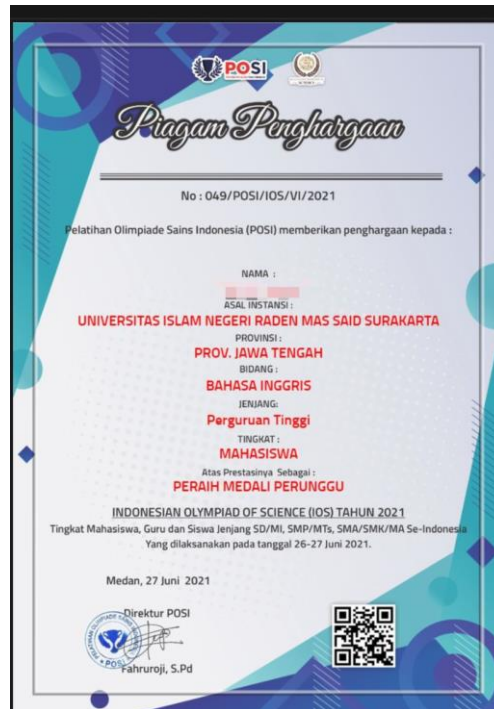 POSI
Piagam Penghargaan
No : 049/POSI/IOS/VI/2021
Pelatihan Olimpiade Sains Indonesia (POSI) memberikan penghargaan kepada :
NAMA :
ASAL INSTANSI :
UNIVERSITAS ISLAM NEGERI RADEN MAS SAID SURAKARTA
PROVINSI :
PROV. JAWA TENGAH
BIDANG :
BAHASA INGGRIS
JENJANG:
Perguruan Tinggi
TINGKAT :
MAHASISWA
Atas Prestasinya Sebagai :
PERAIH MEDALI PERUNGGU
INDONESIAN OLYMPIAD OF SCIENCE (IOS) TAHUN 2021
Tingkat Mahasiswa, Guru dan Siswa Jenjang SD/MI, SMP/MTs, SMA/SMK/MA Se-Indonesia
Yang dilaksanakan pada tanggal 26-27 Juni 2021.
Medan, 27 Juni 2021
Direktur POSI
POSI
Fahruroji, S.Pd